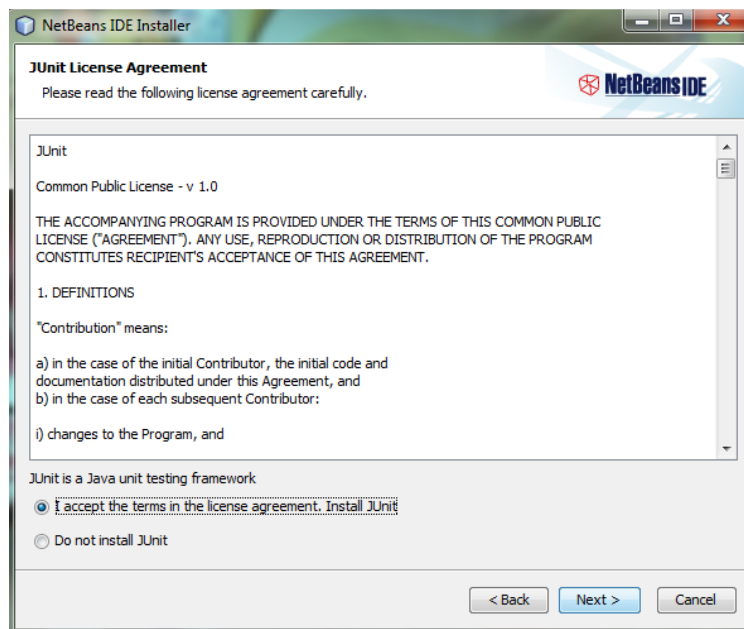 NetBeans IDE Installer
JUnit License Agreement
Please read the following license agreement carefully.
NetBeans IDE
JUnit
Common Public License - v 1.0
THE ACCOMPANYING PROGRAM IS PROVIDED UNDER THE TERMS OF THIS COMMON PUBLIC
LICENSE ("AGREEMENT"). ANY USE, REPRODUCTION OR DISTRIBUTION OF THE PROGRAM
CONSTITUTES RECIPIENT'S ACCEPTANCE OF THIS AGREEMENT.
1. DEFINITIONS
"Contribution" means:
a) in the case of the initial Contributor, the initial code and
documentation distributed under this Agreement, and
b) in the case of each subsequent Contributor:
i) changes to the Program, and
JUnit is a Java unit testing framework
I accept the terms in the license agreement. Install JUnit
Do not install JUnit
< Back
Next >
Cancel